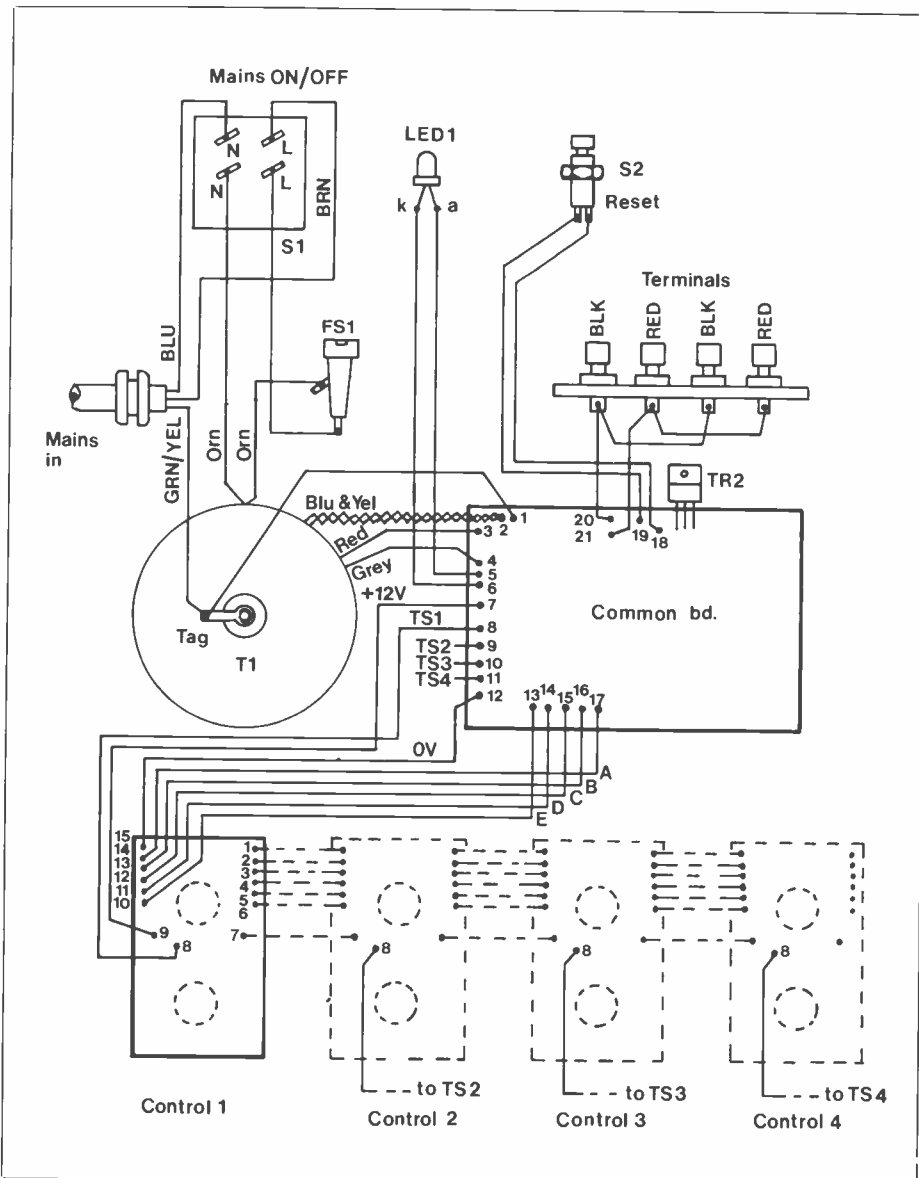 Mains ON/OFF
N
L
N
L
BRN
S1
LED1
k
a
S2
Reset
Terminals
BLK
RED
BLK
RED
BLU
FS1
Mains
in
GRN/YEL
Orn
Orn
TR2
Blu & Yel
Red
Grey
+12V
Tag
T1
TS1
TS2
TS3
TS4
3
2
1
20
21
19
18
4
5
6
7
8
9
10
11
12
Common bd.
13
14
15
16
17
OV
A
B
C
D
E
15
14
13
12
11
10
9
8
1
2
3
4
5
6
7
8
8
8
to TS2
to TS3
to TS4
Control 1
Control 2
Control 3
Control 4